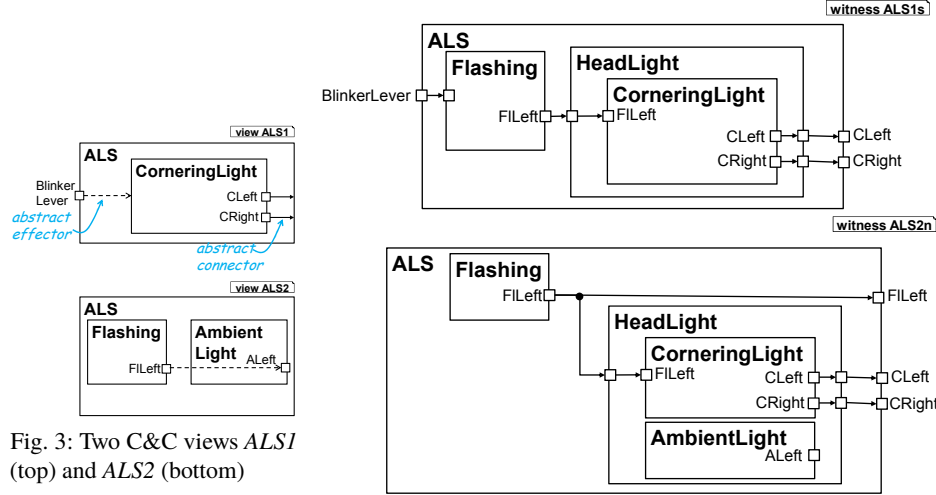 view ALS1
ALS
CorneringLight
Blinker
Lever
CLeft
CRight
abstract
effector
abstract
connector
view ALS2
ALS
Flashing
Ambient
Light
FlLeft
ALeft
Fig. 3: Two C&C views ALS1
(top) and ALS2 (bottom)
witness ALS1s
ALS
Flashing
HeadLight
CorneringLight
BlinkerLever
FlLeft
FlLeft
CLeft
CLeft
CRight
CRight
witness ALS2n
ALS
Flashing
FlLeft
FlLeft
HeadLight
CorneringLight
FlLeft
CLeft
CLeft
CRight
CRight
AmbientLight
ALeft